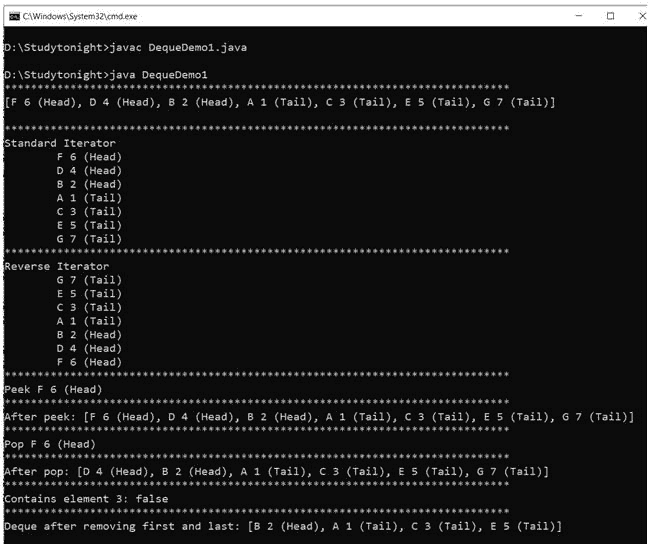 C:\Windows\System32\cmd.exe
D:\Studytonight>javac DequeDemo1.java
D:\Studytonight>java DequeDemo1
*****************************************************************************
[F 6 (Head), D 4 (Head), B 2 (Head), A 1 (Tail), C 3 (Tail), E 5 (Tail), G 7 (Tail)]
*****************************************************************************
Standard Iterator
F 6 (Head)
D 4 (Head)
B 2 (Head)
A 1 (Tail)
C 3 (Tail)
E 5 (Tail)
G 7 (Tail)
*****************************************************************************
Reverse Iterator
G 7 (Tail)
E 5 (Tail)
C 3 (Tail)
A 1 (Tail)
B 2 (Head)
D 4 (Head)
F 6 (Head)
*****************************************************************************
Peek F 6 (Head)
*****************************************************************************
After peek: [F 6 (Head), D 4 (Head), B 2 (Head), A 1 (Tail), C 3 (Tail), E 5 (Tail), G 7 (Tail)]
*****************************************************************************
Pop F 6 (Head)
*****************************************************************************
After pop: [D 4 (Head), B 2 (Head), A 1 (Tail), C 3 (Tail), E 5 (Tail), G 7 (Tail)]
*****************************************************************************
Contains element 3: false
*****************************************************************************
Deque after removing first and last: [B 2 (Head), A 1 (Tail), C 3 (Tail), E 5 (Tail)]